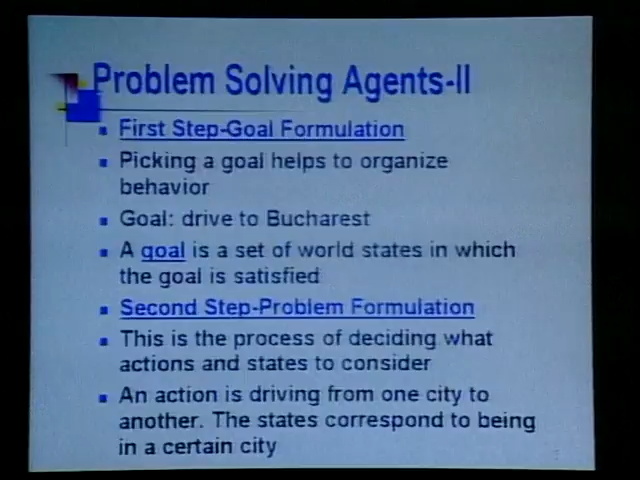 Problem Solving Agents-II
First Step-Goal Formulation
Picking a goal helps to organize
behavior
Goal: drive to Bucharest
A goal is a set of world states in which
the goal is satisfied
Second Step-Problem Formulation
This is the process of deciding what
actions and states to consider
An action is driving from one city to
another. The states correspond to being
in a certain city